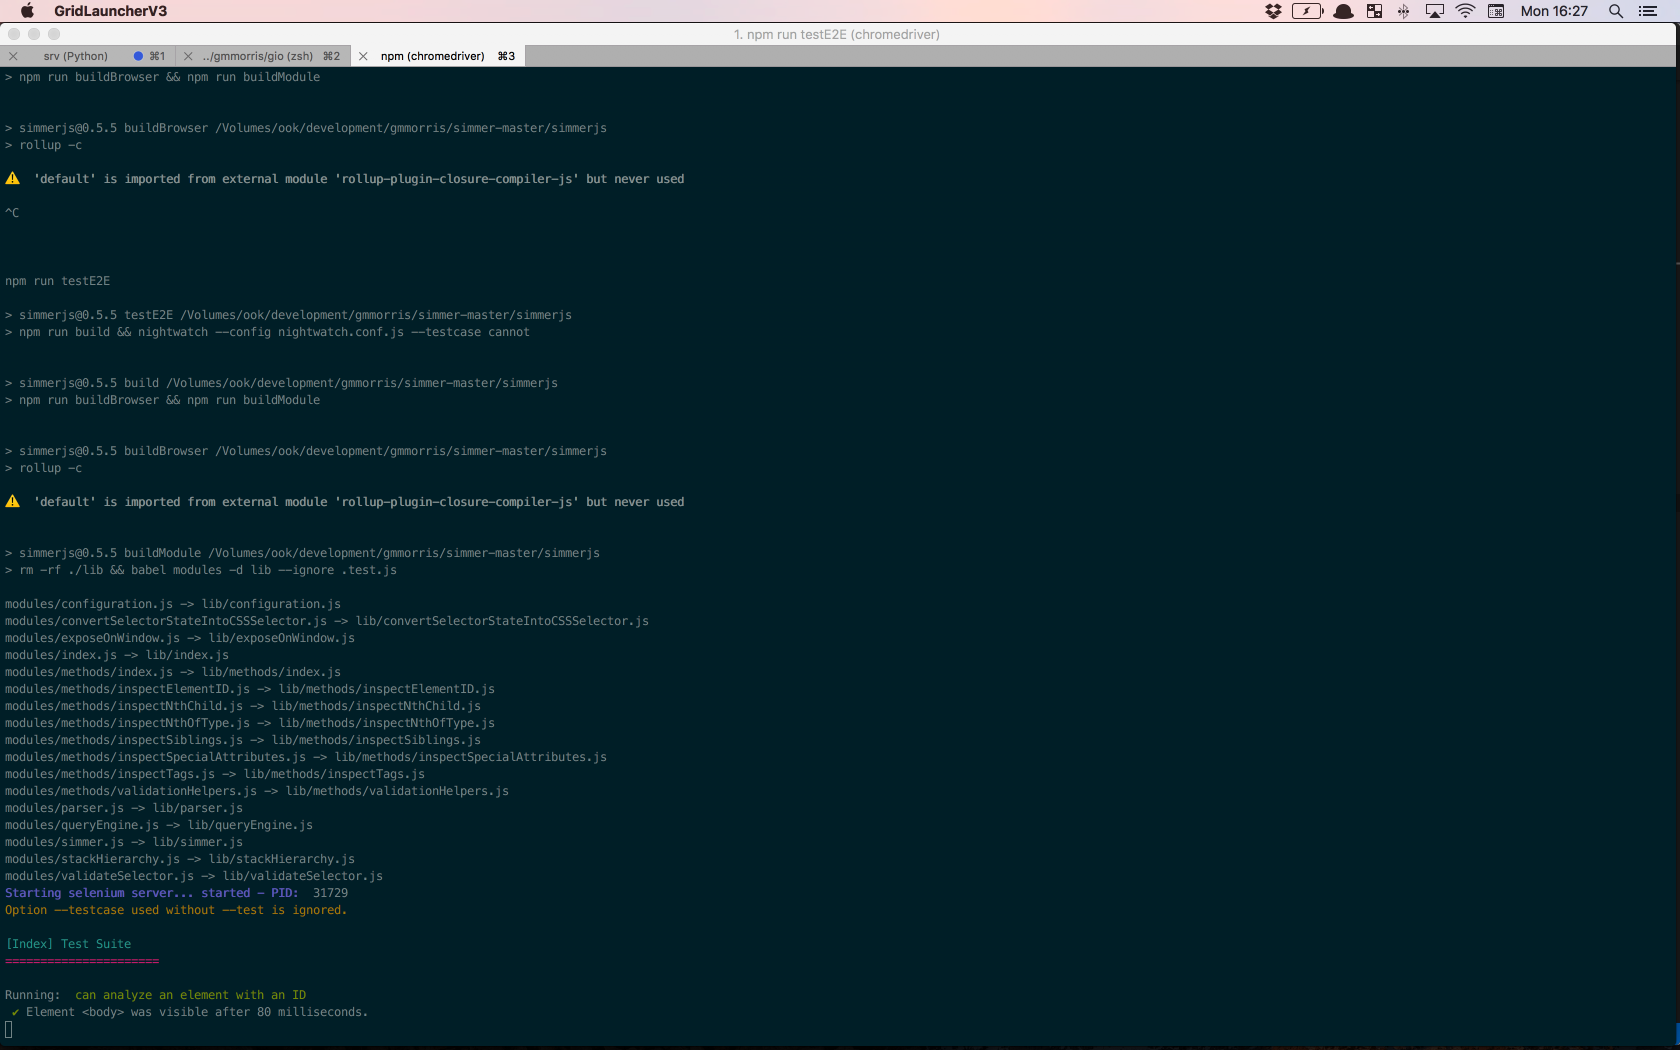 GridLauncherV3
Mon 16:27
1. npm run testE2E (chromedriver)
srv (Python) ⌘1
../gmmorris/gio (zsh) ⌘2
npm (chromedriver) ⌘3
> npm run buildBrowser && npm run buildModule
> simmerjs@0.5.5 buildBrowser /Volumes/ook/development/gmmorris/simmer-master/simmerjs
> rollup -c
'default' is imported from external module 'rollup-plugin-closure-compiler-js' but never used
^C
npm run testE2E
> simmerjs@0.5.5 testE2E /Volumes/ook/development/gmmorris/simmer-master/simmerjs
> npm run build && nightwatch --config nightwatch.conf.js --testcase cannot
> simmerjs@0.5.5 build /Volumes/ook/development/gmmorris/simmer-master/simmerjs
> npm run buildBrowser && npm run buildModule
> simmerjs@0.5.5 buildBrowser /Volumes/ook/development/gmmorris/simmer-master/simmerjs
> rollup -c
'default' is imported from external module 'rollup-plugin-closure-compiler-js' but never used
> simmerjs@0.5.5 buildModule /Volumes/ook/development/gmmorris/simmer-master/simmerjs
> rm -rf ./lib && babel modules -d lib --ignore .test.js
modules/configuration.js -> lib/configuration.js
modules/convertSelectorStateIntoCSSSelector.js -> lib/convertSelectorStateIntoCSSSelector.js
modules/exposeOnWindow.js -> lib/exposeOnWindow.js
modules/index.js -> lib/index.js
modules/methods/index.js -> lib/methods/index.js
modules/methods/inspectElementID.js -> lib/methods/inspectElementID.js
modules/methods/inspectNthChild.js -> lib/methods/inspectNthChild.js
modules/methods/inspectNthOfType.js -> lib/methods/inspectNthOfType.js
modules/methods/inspectSiblings.js -> lib/methods/inspectSiblings.js
modules/methods/inspectSpecialAttributes.js -> lib/methods/inspectSpecialAttributes.js
modules/methods/inspectTags.js -> lib/methods/inspectTags.js
modules/methods/validationHelpers.js -> lib/methods/validationHelpers.js
modules/parser.js -> lib/parser.js
modules/queryEngine.js -> lib/queryEngine.js
modules/simmer.js -> lib/simmer.js
modules/stackHierarchy.js -> lib/stackHierarchy.js
modules/validateSelector.js -> lib/validateSelector.js
Starting selenium server... started - PID:  31729
Option --testcase used without --test is ignored.
[Index] Test Suite
======================
Running:  can analyze an element with an ID
✔ Element <body> was visible after 80 milliseconds.